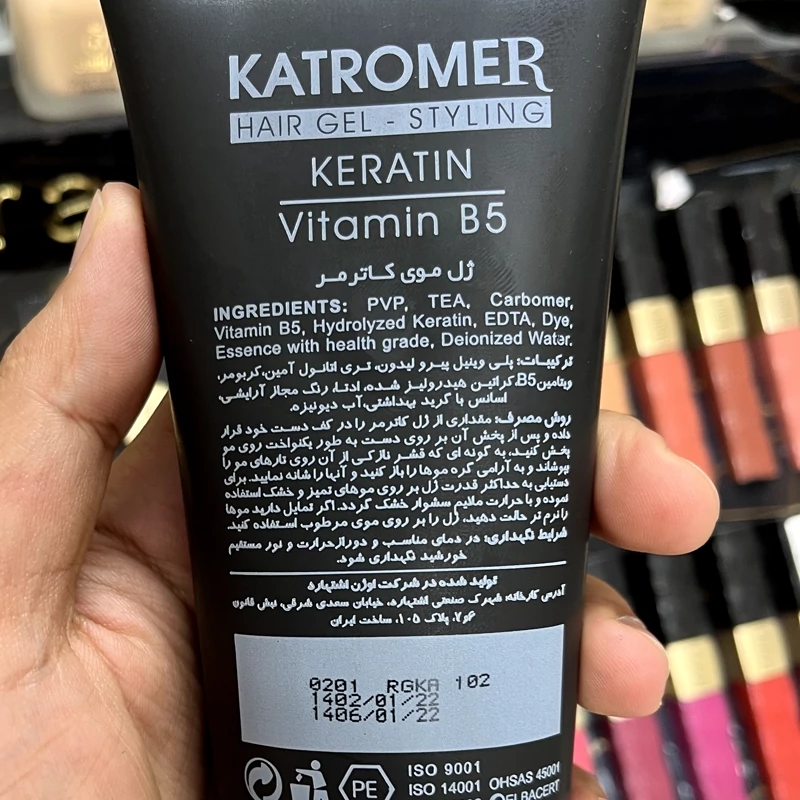 KATROMER
HAIR GEL - STYLING
KERATIN
Vitamin B5
ژل موی کاترمر
INGREDIENTS: PVP, TEA, Carbomer,
Vitamin B5, Hydrolyzed Keratin, EDTA, Dye,
Essence with health grade, Deionized Watar.
ترکیبات: پلی وینیل پیرو لیدون، تری اتانول آمین، کربومر،
ویتامین B5، کراتین هیدرولیز شده، ادتا، رنگ مجاز آرایشی،
اسانس با گرید بهداشتی، آب دیونیزه.
روش مصرف: مقداری از ژل کاترمر را در کف دست خود قرار
داده و پس از پخش آن بر روی دست به طور یکنواخت روی مو
پخش کنید، به گونه ای که قشر نازکی از آن روی تارهای مو را
بپوشاند و به آرامی گره موها را باز کنید و آنها را شانه نمایید. برای
دستیابی به حداکثر قدرت ژل بر روی موهای تمیز و خشک استفاده
نموده و با حرارت ملایم سشوار خشک گردد. اگر تمایل دارید موها
را نرم تر حالت دهید، ژل را بر روی موی مرطوب استفاده کنید.
شرایط نگهداری: در دمای مناسب و دور از حرارت و نور مستقیم
خورشید نگهداری شود.
تولید شده در شرکت اوژن اشتهارد
آدرس کارخانه: شهرک صنعتی اشتهارد، خیابان سعدی شرقی، نبش قانون
۶و۷، پلاک ۱۰۵، ساخت ایران
0201 RGKA 102
1402/01/22
1406/01/22
PE
ISO 9001
ISO 14001
OHSAS 45001
ELBACERT